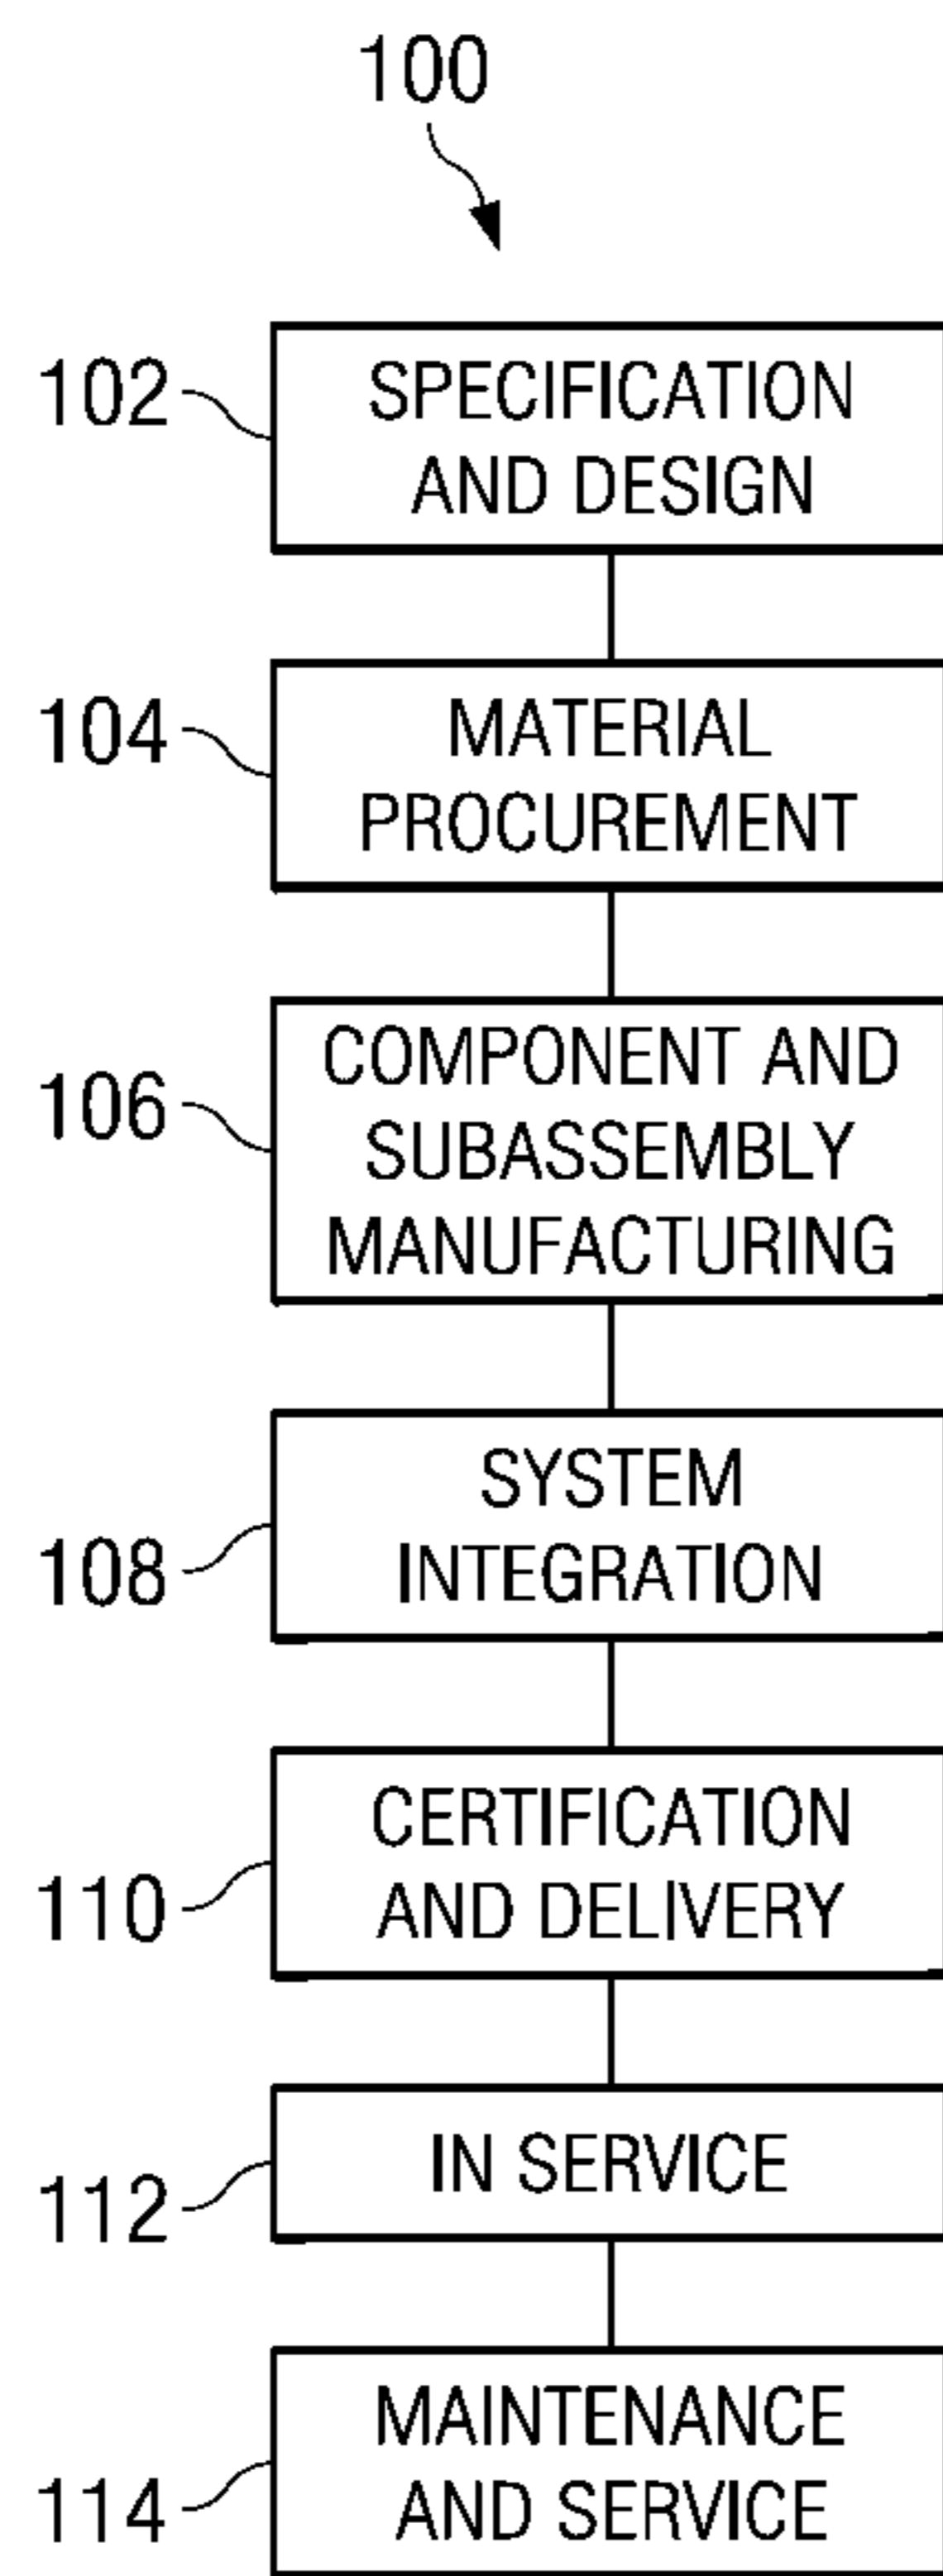 100
102
SPECIFICATION
AND DESIGN
104
MATERIAL
PROCUREMENT
106
COMPONENT AND
SUBASSEMBLY
MANUFACTURING
108
SYSTEM
INTEGRATION
110
CERTIFICATION
AND DELIVERY
112
IN SERVICE
114
MAINTENANCE
AND SERVICE